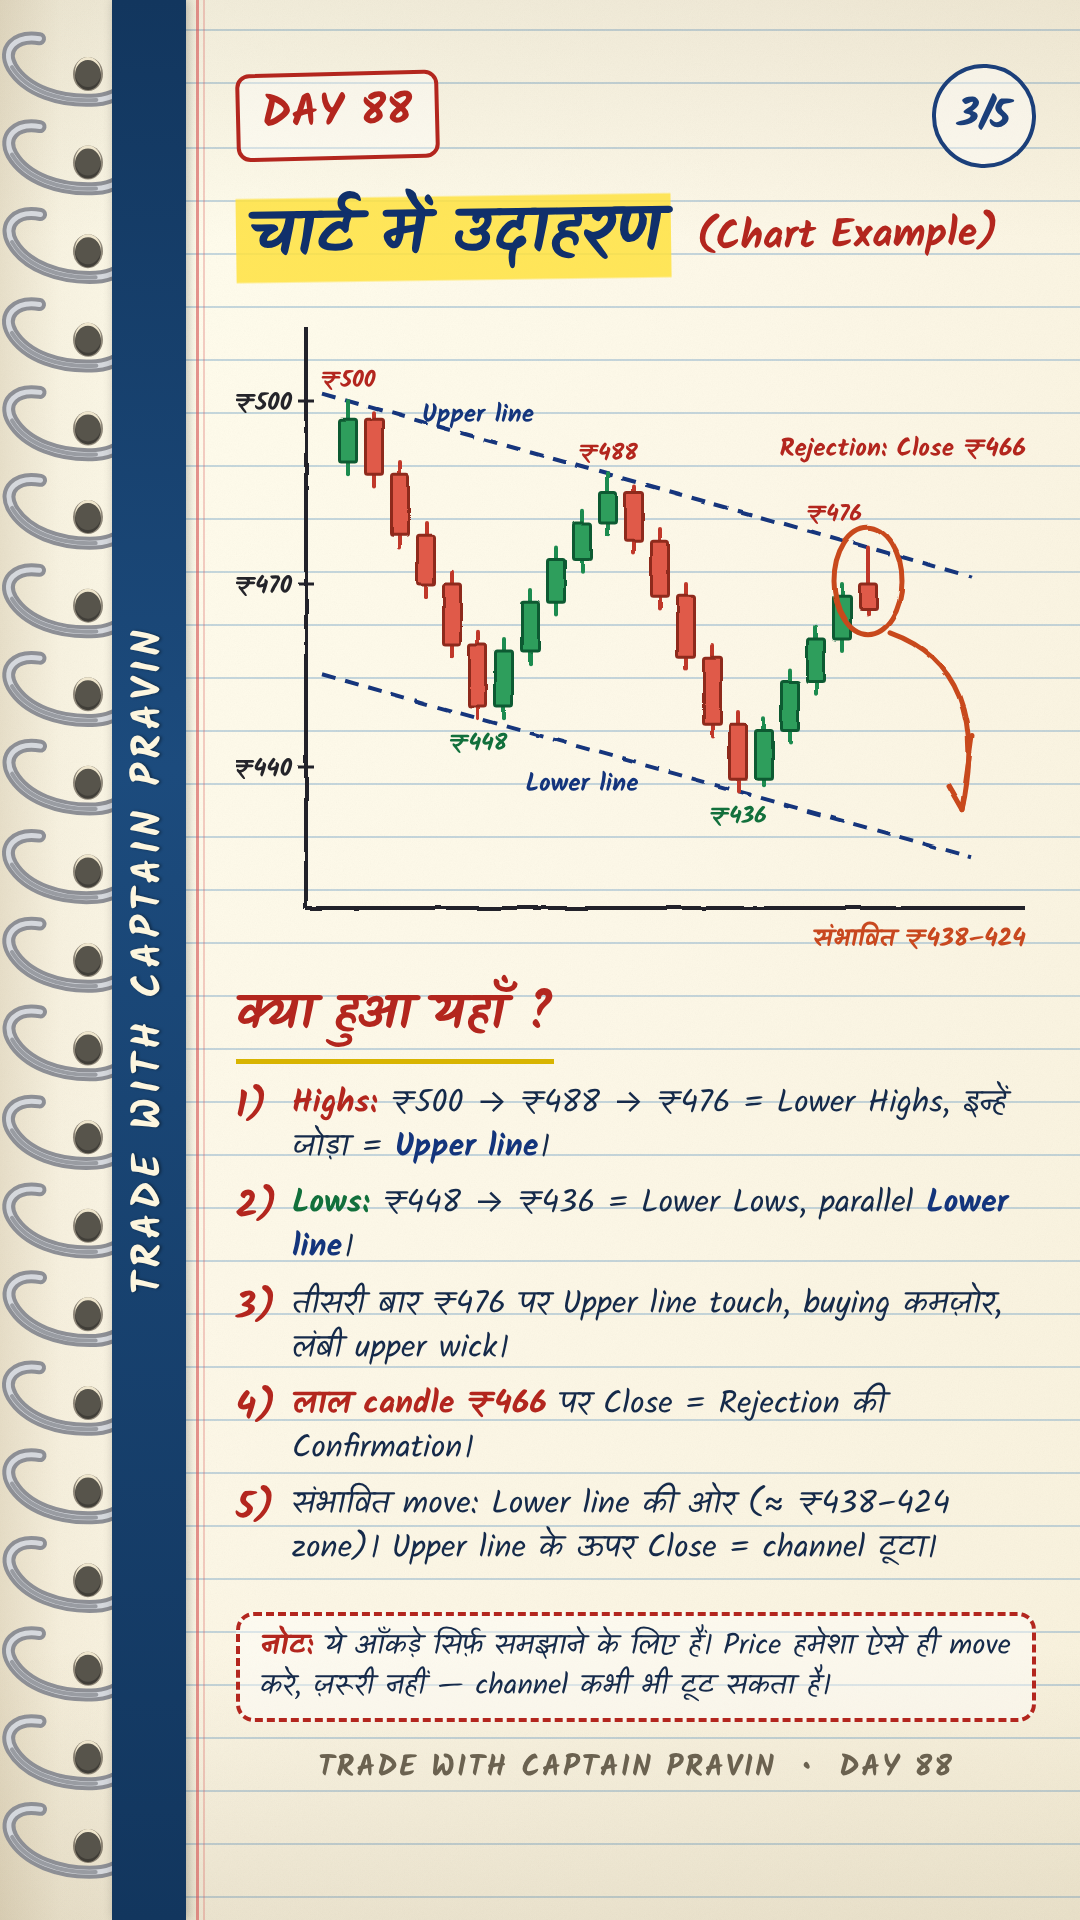 DAY 88
3/5
चार्ट में उदाहरण (Chart Example)
₹500
₹500
Upper line
₹488
Rejection: Close ₹466
₹476
₹470
₹448
₹440
Lower line
₹436
संभावित ₹438–424
क्या हुआ यहाँ ?
1) Highs: ₹500 → ₹488 → ₹476 = Lower Highs, इन्हें
जोड़ा = Upper line।
2) Lows: ₹448 → ₹436 = Lower Lows, parallel Lower
line।
3) तीसरी बार ₹476 पर Upper line touch, buying कमज़ोर,
लंबी upper wick।
4) लाल candle ₹466 पर Close = Rejection की
Confirmation।
5) संभावित move: Lower line की ओर (≈ ₹438–424
zone)। Upper line के ऊपर Close = channel टूटा।
नोट: ये आँकड़े सिर्फ़ समझाने के लिए हैं। Price हमेशा ऐसे ही move
करे, ज़रूरी नहीं — channel कभी भी टूट सकता है।
TRADE WITH CAPTAIN PRAVIN · DAY 88
TRADE WITH CAPTAIN PRAVIN